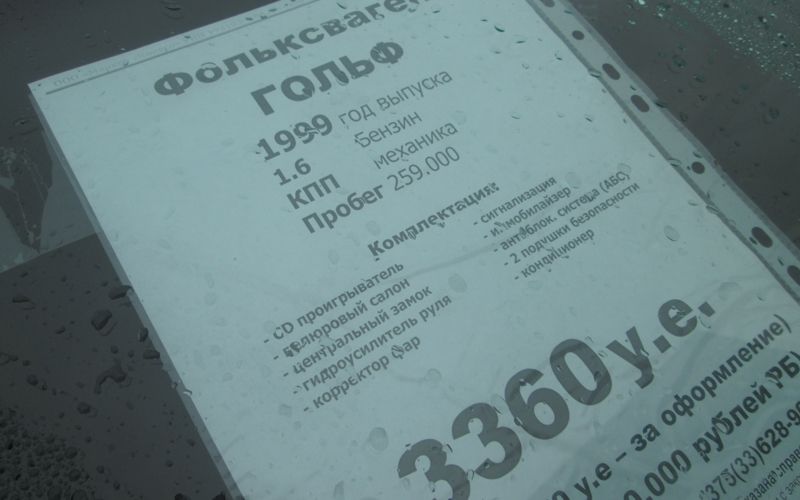 Фольксваген
ГОЛЬФ
1999 год выпуска
1.6 Бензин
КПП механика
Пробег 259.000
Комплектация:
- CD проигрыватель
- велюровый салон
- центральный замок
- гидроусилитель руля
- корректор фар
- сигнализация
- иммобилайзер
- антиблок. система (АБС)
- 2 подушки безопасности
- кондиционер
3360 у.е.
0 у.е – за оформление)
0.000 рублей РБ)
375(33)628-9